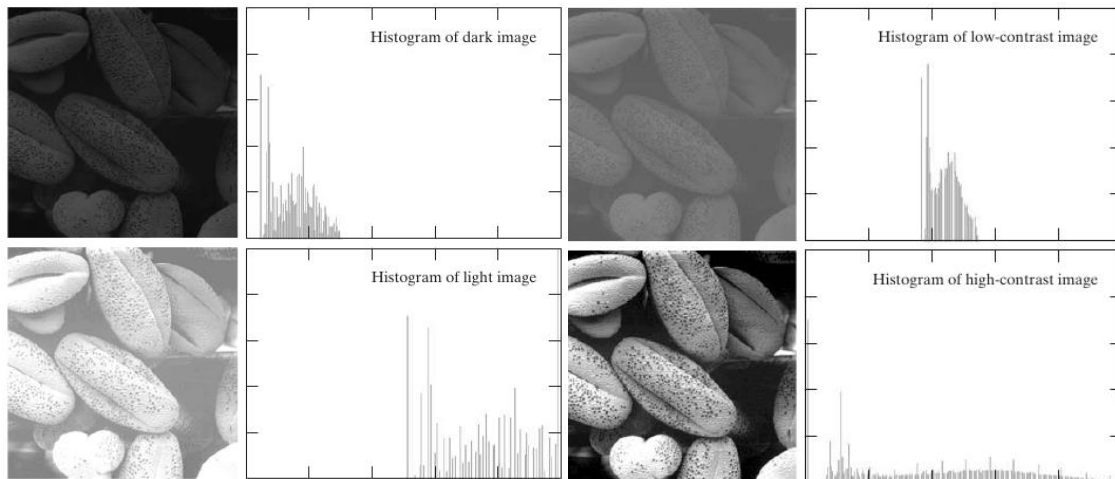 Histogram of dark image
Histogram of low-contrast image
Histogram of light image
Histogram of high-contrast image